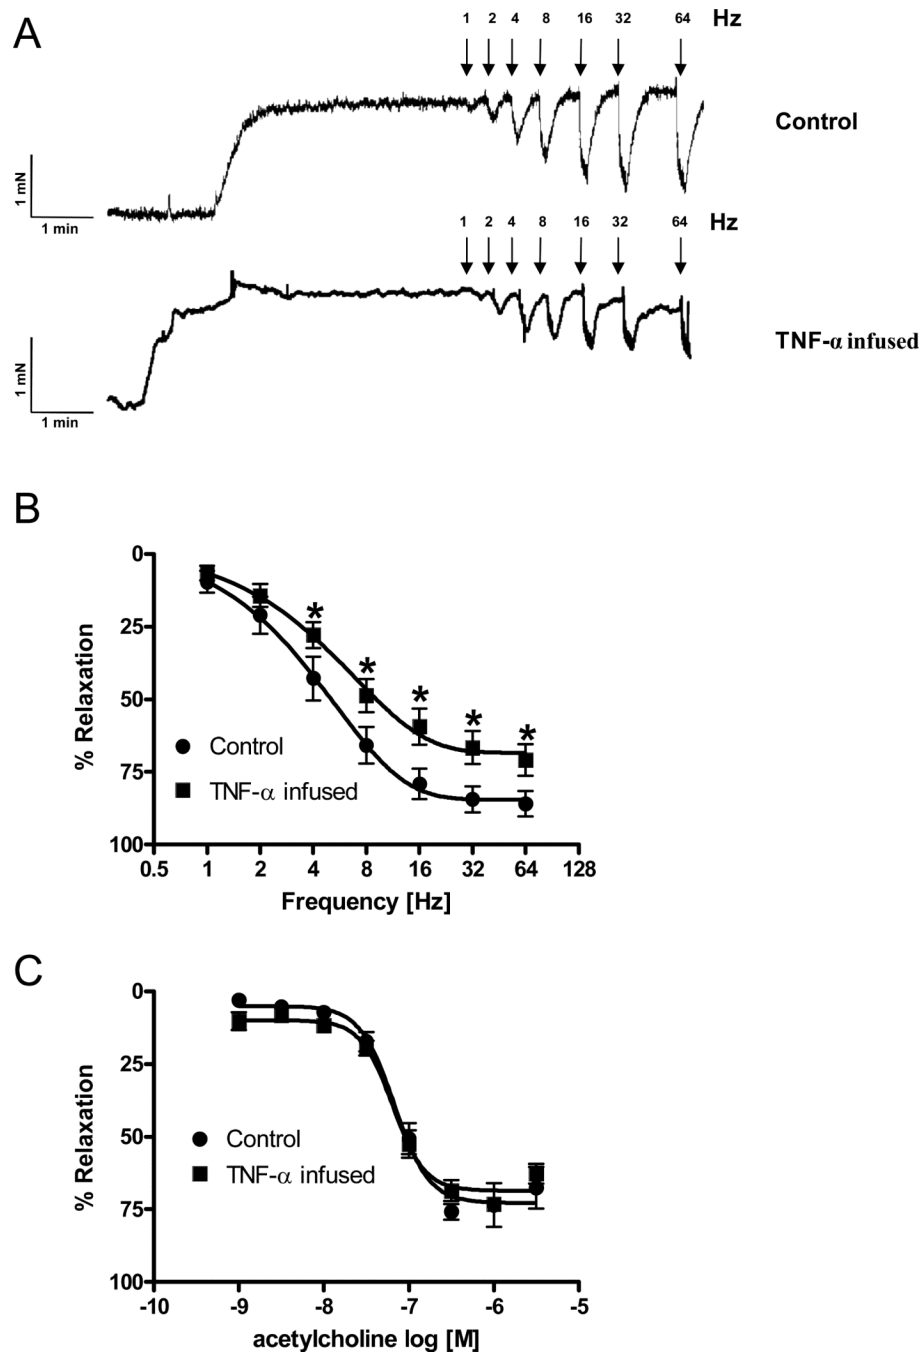 A
1 2 4 8 16 32 64 Hz
Control
1 mN
1 min
1 2 4 8 16 32 64 Hz
TNF-α infused
1 mN
1 min
B
0
25
50
75
100
% Relaxation
* * * * *
Control
TNF-α infused
0.5 1 2 4 8 16 32 64 128
Frequency [Hz]
C
0
25
50
75
100
% Relaxation
Control
TNF-α infused
-10 -9 -8 -7 -6 -5
acetylcholine log [M]